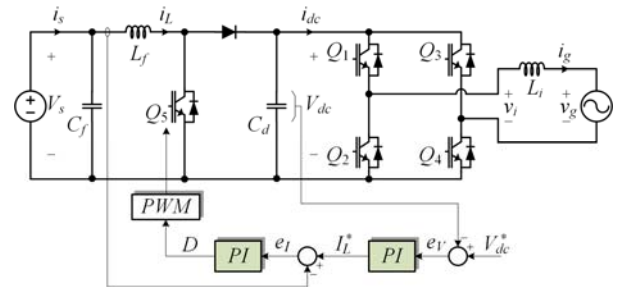 i_s i_L i_dc i_g
L_f L_i
+ + + +
V_s C_f Q_5 C_d V_dc Q_1 Q_3 v_i v_g
− − − −
Q_2 Q_4
PWM
− +
D PI e_I I_L^* PI e_V V_dc^*
− +